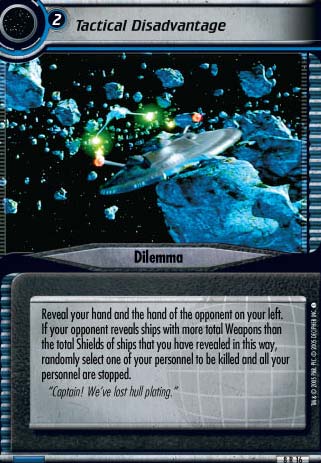 2 Tactical Disadvantage
Dilemma
Reveal your hand and the hand of the opponent on your left.
If your opponent reveals ships with more total Weapons than
the total Shields of ships that you have revealed in this way,
randomly select one of your personnel to be killed and all your
personnel are stopped.
"Captain! We've lost hull plating."
8 R 16